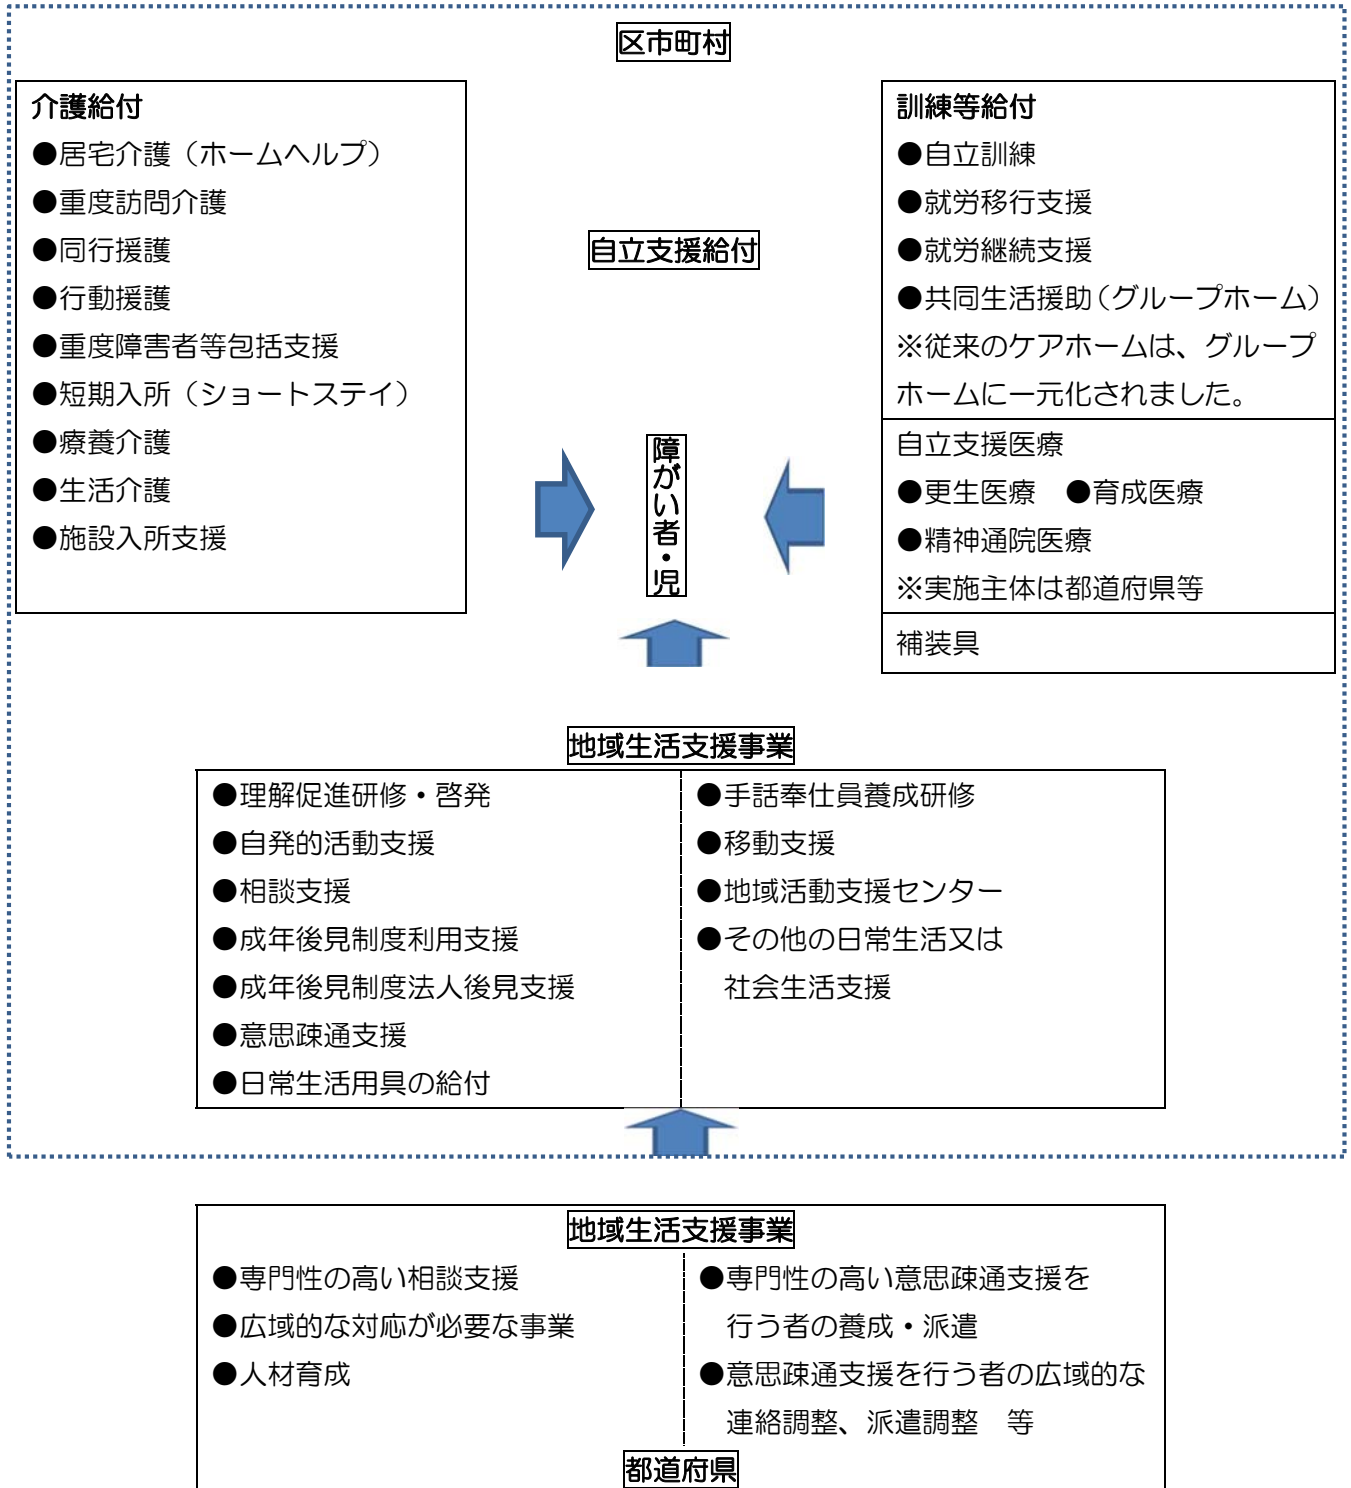 区市町村
介護給付
●居宅介護（ホームヘルプ）
●重度訪問介護
●同行援護
●行動援護
●重度障害者等包括支援
●短期入所（ショートステイ）
●療養介護
●生活介護
●施設入所支援
自立支援給付
障がい者・児
訓練等給付
●自立訓練
●就労移行支援
●就労継続支援
●共同生活援助（グループホーム）
※従来のケアホームは、グループ
ホームに一元化されました。
自立支援医療
●更生医療　●育成医療
●精神通院医療
※実施主体は都道府県等
補装具
地域生活支援事業
●理解促進研修・啓発
●自発的活動支援
●相談支援
●成年後見制度利用支援
●成年後見制度法人後見支援
●意思疎通支援
●日常生活用具の給付
●手話奉仕員養成研修
●移動支援
●地域活動支援センター
●その他の日常生活又は
社会生活支援
地域生活支援事業
●専門性の高い相談支援
●広域的な対応が必要な事業
●人材育成
●専門性の高い意思疎通支援を
行う者の養成・派遣
●意思疎通支援を行う者の広域的な
連絡調整、派遣調整　等
都道府県